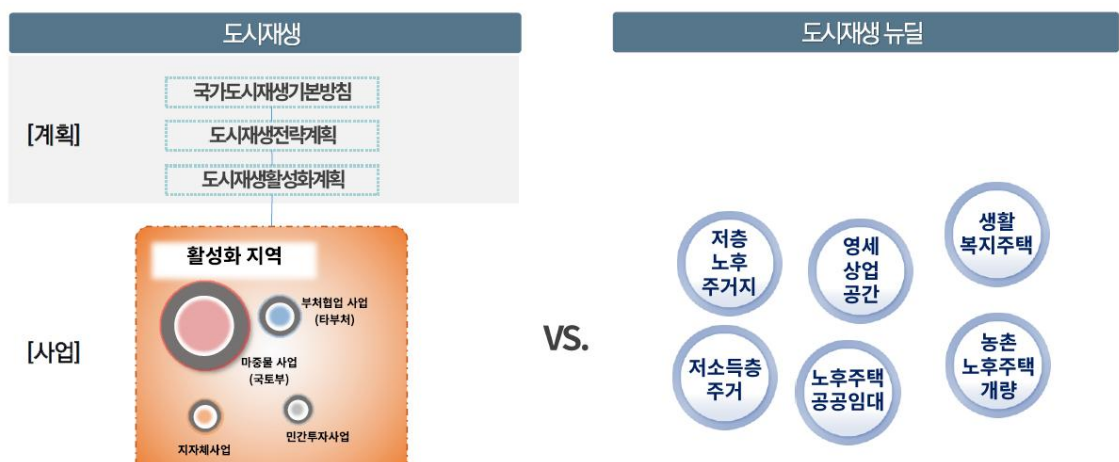 도시재생
도시재생 뉴딜
[계획]
국가도시재생기본방침
도시재생전략계획
도시재생활성화계획
[사업]
활성화 지역
부처협업 사업
(타부처)
마중물 사업
(국토부)
지자체사업
민간투자사업
VS.
저층
노후
주거지
영세
상업
공간
생활
복지주택
저소득층
주거
노후주택
공공임대
농촌
노후주택
개량